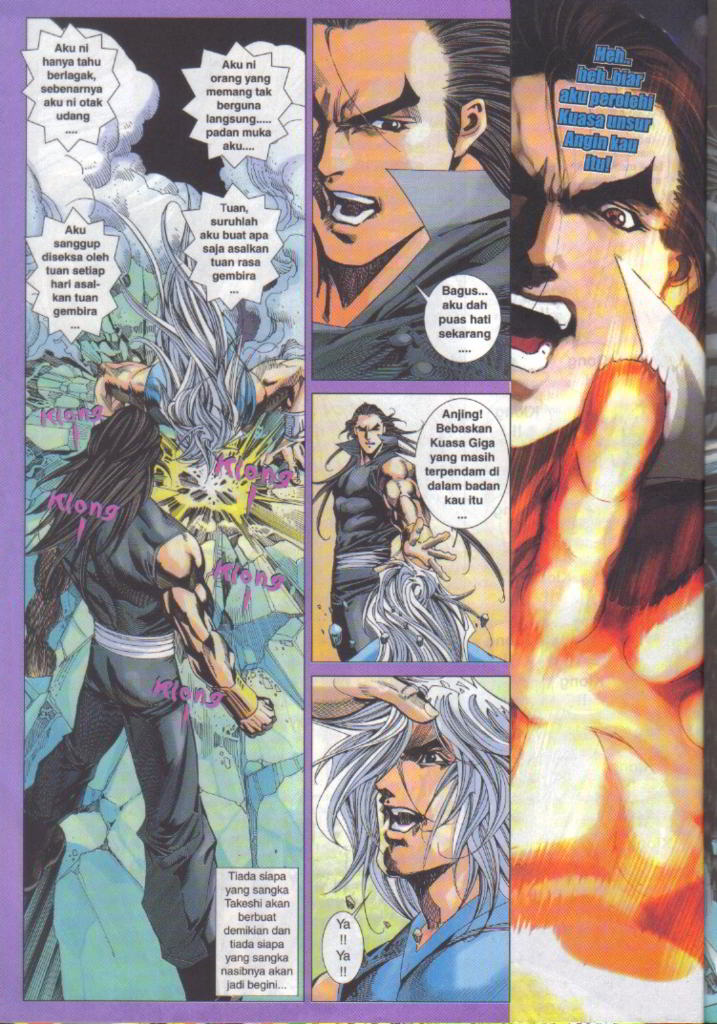 Aku ni
hanya tahu
berlagak,
sebenarnya
aku ni otak
udang
....
Aku ni
orang yang
memang tak
berguna
langsung.....
padan muka
aku....
Aku
sanggup
diseksa oleh
tuan setiap
hari asal-
kan tuan
gembira
...
Tuan,
suruhlah
aku buat apa
saja asalkan
tuan rasa
gembira
...
Klong
!
Klong
!
Klong
!
Klong
!
Klong
!
Tiada siapa
yang sangka
Takeshi akan
berbuat
demikian dan
tiada siapa
yang sangka
nasibnya akan
jadi begini...
Bagus...
aku dah
puas hati
sekarang
....
Anjing!
Bebaskan
Kuasa Giga
yang masih
terpendam di
dalam badan
kau itu
...
Ya
!!
Ya
!!
Heh..
heh..biar
aku perolehi
Kuasa unsur
Angin kau
itu!